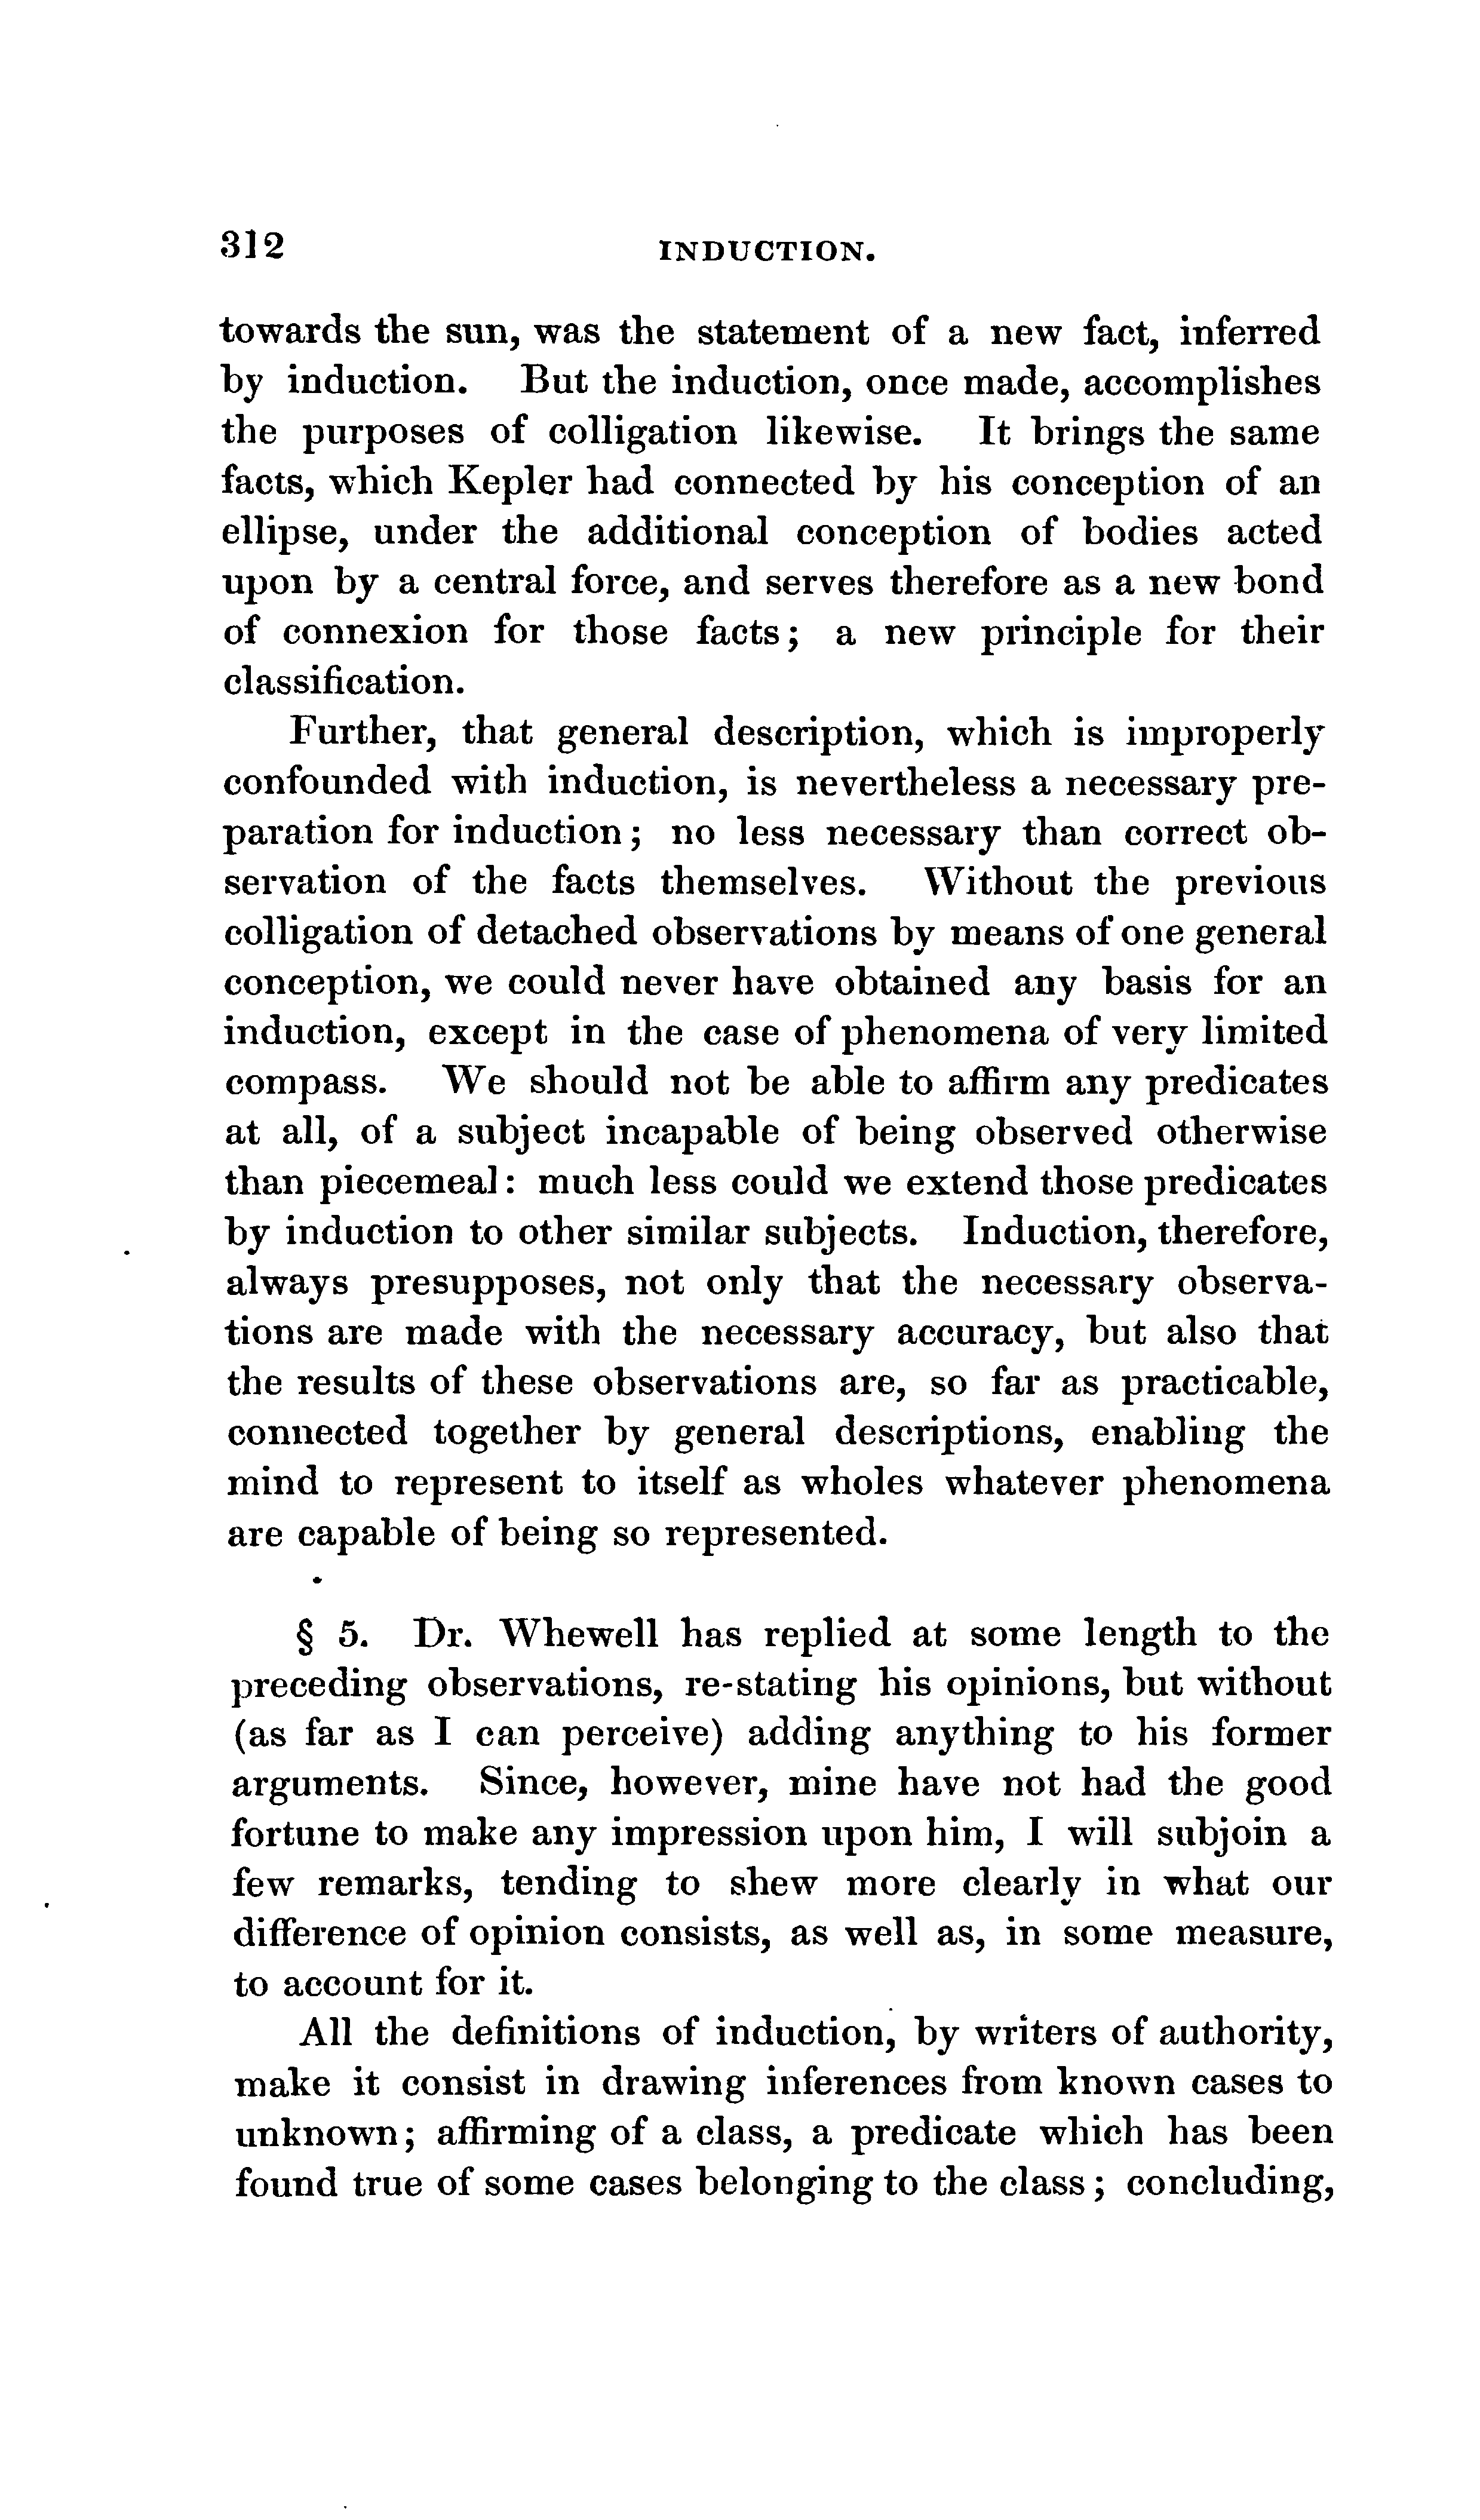 312 INDUCTION.
towards the sun, was the statement of a new fact, inferred
by induction. But the induction, once made, accomplishes
the purposes of colligation likewise. It brings the same
facts, which Kepler had connected by his conception of an
ellipse, under the additional conception of bodies acted
upon by a central force, and serves therefore as a new bond
of connexion for those facts; a new principle for their
classification.
Further, that general description, which is improperly
confounded with induction, is nevertheless a necessary pre-
paration for induction; no less necessary than correct ob-
servation of the facts themselves. Without the previous
colligation of detached observations by means of one general
conception, we could never have obtained any basis for an
induction, except in the case of phenomena of very limited
compass. We should not be able to affirm any predicates
at all, of a subject incapable of being observed otherwise
than piecemeal: much less could we extend those predicates
by induction to other similar subjects. Induction, therefore,
always presupposes, not only that the necessary observa-
tions are made with the necessary accuracy, but also that
the results of these observations are, so far as practicable,
connected together by general descriptions, enabling the
mind to represent to itself as wholes whatever phenomena
are capable of being so represented.
§ 5. Dr. Whewell has replied at some length to the
preceding observations, re-stating his opinions, but without
(as far as I can perceive) adding anything to his former
arguments. Since, however, mine have not had the good
fortune to make any impression upon him, I will subjoin a
few remarks, tending to shew more clearly in what our
difference of opinion consists, as well as, in some measure,
to account for it.
All the definitions of induction, by writers of authority,
make it consist in drawing inferences from known cases to
unknown; affirming of a class, a predicate which has been
found true of some cases belonging to the class; concluding,